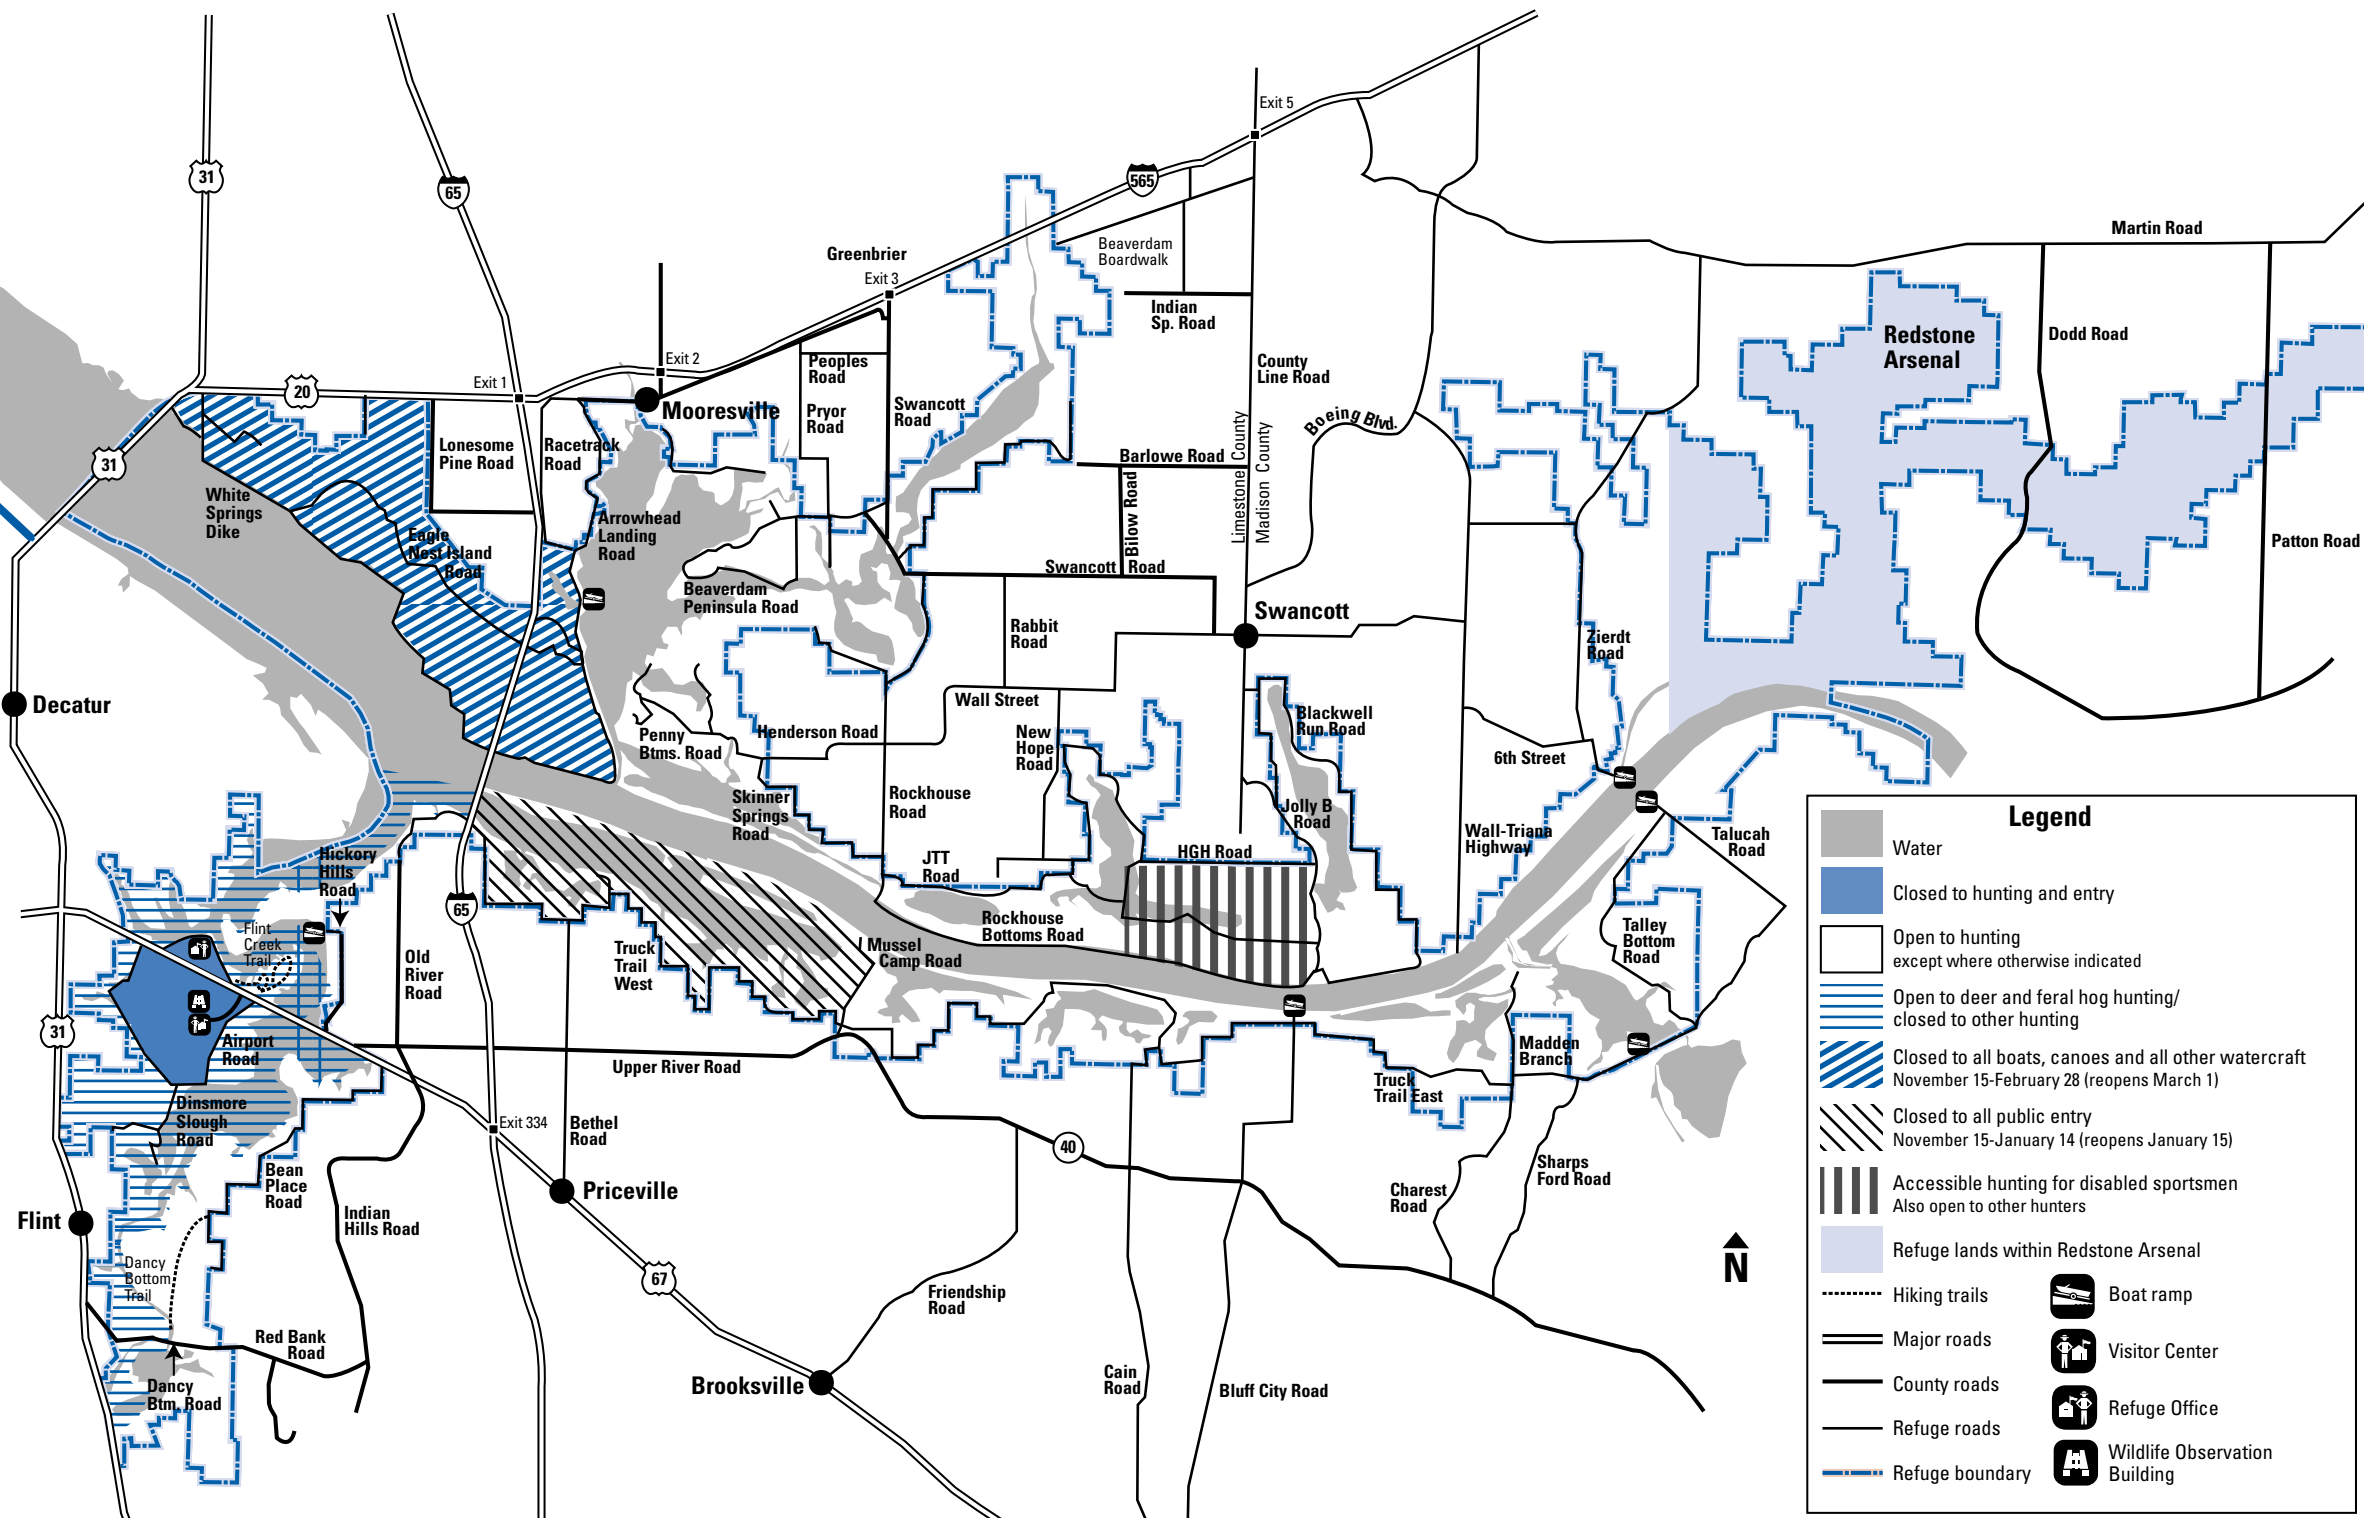 Exit 5
31
65
565
Martin Road
Greenbrier
Beaverdam
Boardwalk
Exit 3
Indian
Sp. Road
Redstone
Arsenal
Dodd Road
Exit 2
Peoples
Road
County
Line Road
20
Exit 1
Mooresville
Pryor
Road
Swancott
Road
Boeing Blvd.
Lonesome
Pine Road
Racetrack
Road
Barlowe Road
Limestone County
Madison County
31
Bilow Road
White
Springs
Dike
Arrowhead
Landing
Road
Eagle
Nest Island
Road
Patton Road
Swancott
Road
Beaverdam
Peninsula Road
Swancott
Rabbit
Road
Zierdt
Road
Decatur
Wall Street
Penny
Btms. Road
Henderson Road
New
Hope
Road
Blackwell
Run Road
6th Street
Skinner
Springs
Road
Rockhouse
Road
Jolly B
Road
Wall-Triana
Highway
Talucah
Road
Hickory
Hills
Road
JTT
Road
HGH Road
65
Flint
Creek
Trail
Rockhouse
Bottoms Road
Talley
Bottom
Road
Old
River
Road
Truck
Trail
West
Mussel
Camp Road
31
Airport
Road
Upper River Road
Madden
Branch
Truck
Trail East
Dinsmore
Slough
Road
Exit 334
Bethel
Road
40
Bean
Place
Road
Sharps
Ford Road
Charest
Road
Priceville
Flint
Indian
Hills Road
Dancy
Bottom
Trail
67
Friendship
Road
Red Bank
Road
Brooksville
Cain
Road
Bluff City Road
Dancy
Btm. Road
N
Legend
Water
Closed to hunting and entry
Open to hunting
except where otherwise indicated
Open to deer and feral hog hunting/
closed to other hunting
Closed to all boats, canoes and all other watercraft
November 15-February 28 (reopens March 1)
Closed to all public entry
November 15-January 14 (reopens January 15)
Accessible hunting for disabled sportsmen
Also open to other hunters
Refuge lands within Redstone Arsenal
Hiking trails
Boat ramp
Major roads
Visitor Center
County roads
Refuge Office
Refuge roads
Wildlife Observation
Building
Refuge boundary